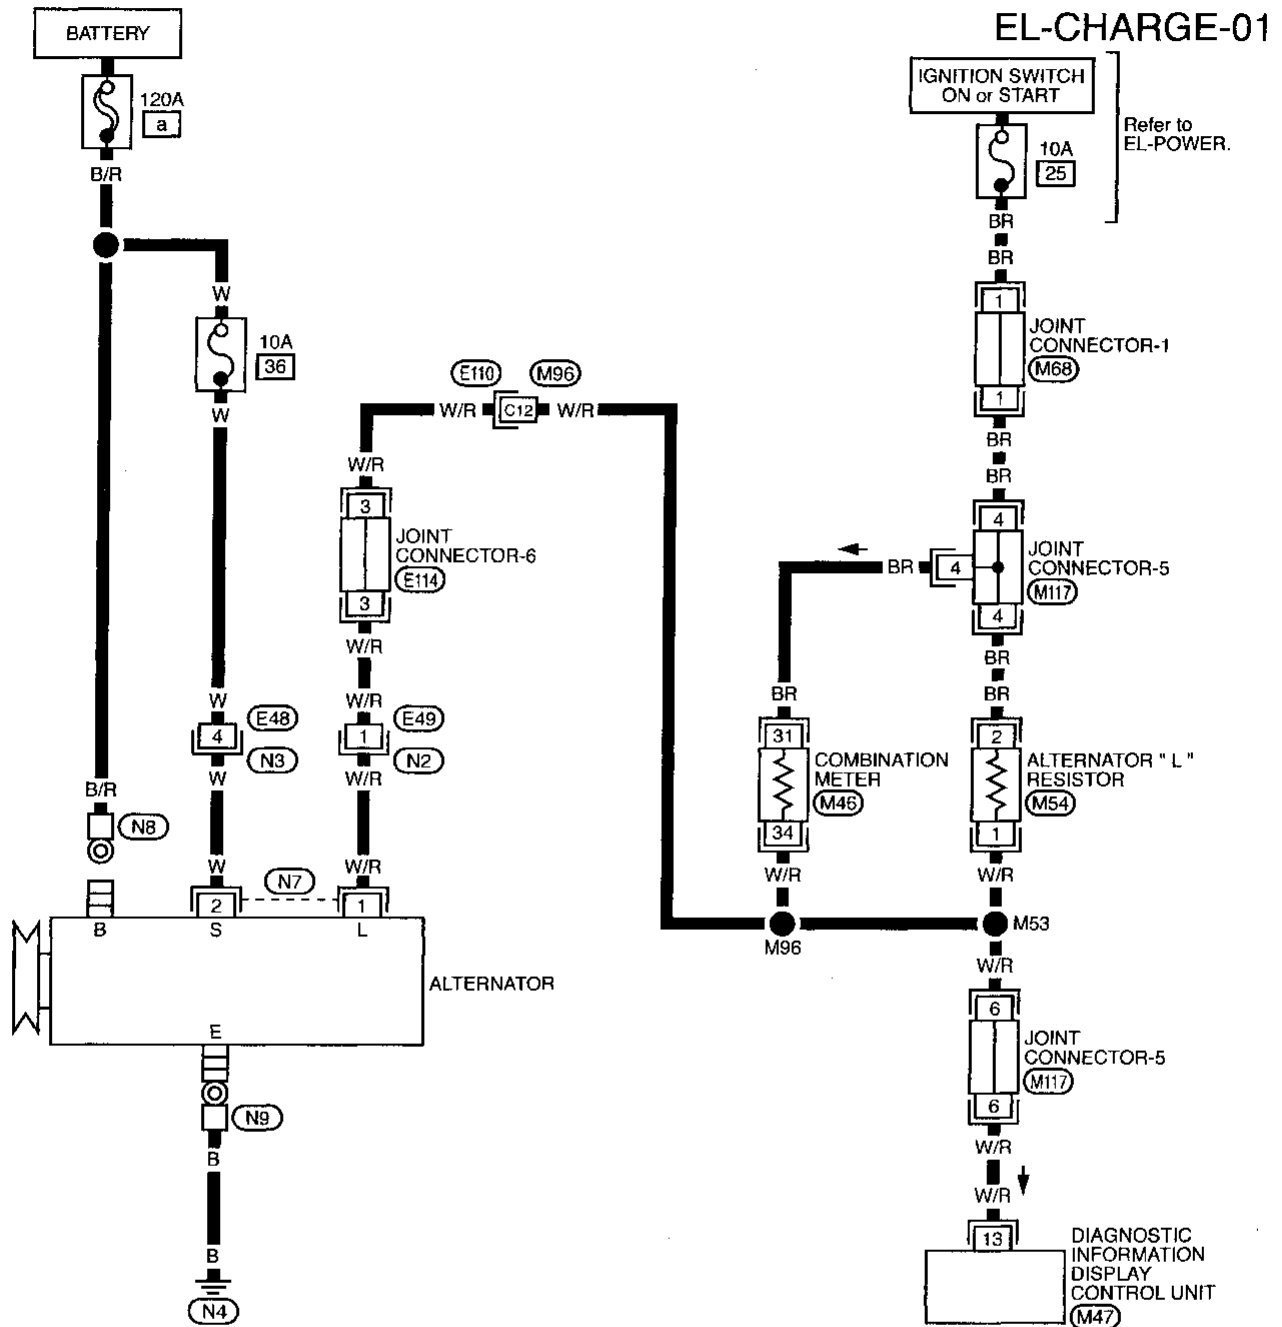 EL-CHARGE-01
BATTERY
120A
a
B/R
W
10A
36
W
W
E48
4
N3
W
W
B/R
N8
IGNITION SWITCH
ON or START
Refer to
EL-POWER.
10A
25
BR
BR
1
JOINT
CONNECTOR-1
M68
1
BR
BR
4
JOINT
CONNECTOR-5
M117
BR
4
4
BR
BR
BR
E110
M96
W/R
C12
W/R
W/R
3
JOINT
CONNECTOR-6
E114
3
W/R
W/R
E49
1
N2
W/R
W/R
31
COMBINATION
METER
M46
34
W/R
2
ALTERNATOR " L "
RESISTOR
M54
1
W/R
N7
2
1
B
S
L
ALTERNATOR
E
N9
B
B
N4
M96
M53
W/R
6
JOINT
CONNECTOR-5
M117
6
W/R
W/R
13
DIAGNOSTIC
INFORMATION
DISPLAY
CONTROL UNIT
M47